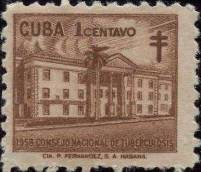 CUBA 1 CENTAVO
1958 CONSEJO NACIONAL DE TUBERCULOSIS
CIA. P. FERNANDEZ, S. A. HABANA.